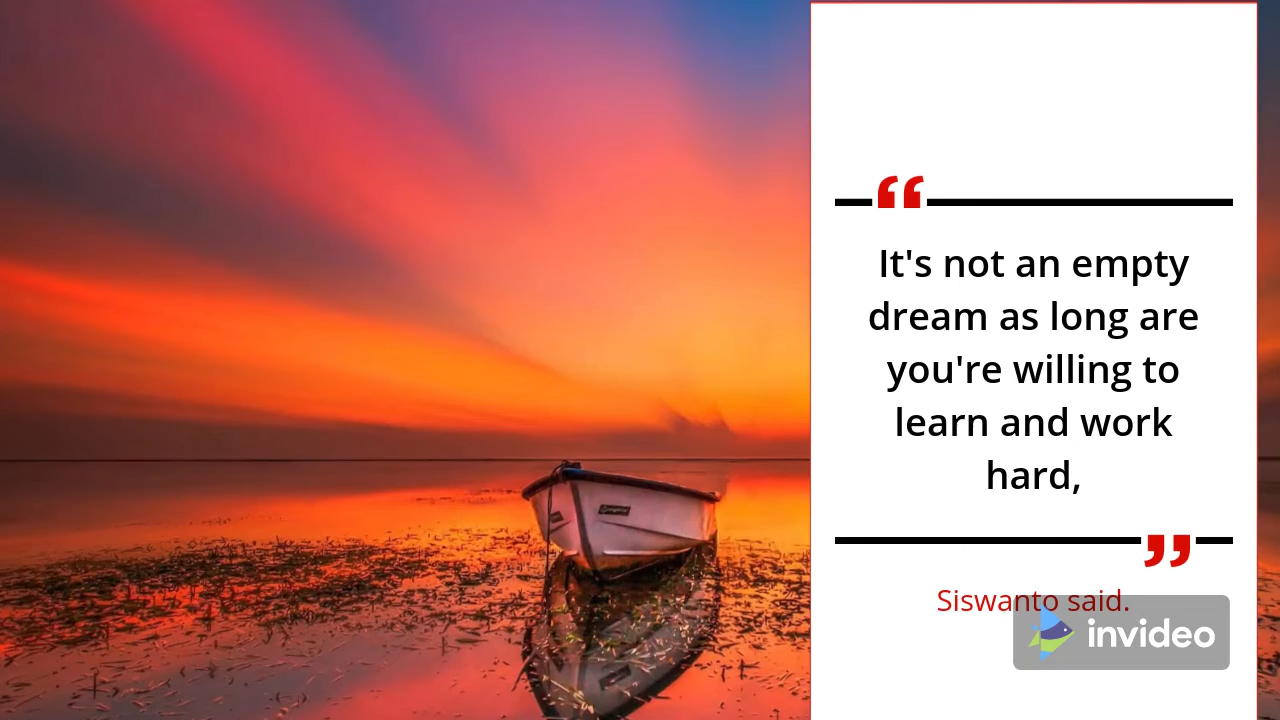 “
It's not an empty
dream as long are
you're willing to
learn and work
hard,
”
Siswanto said.
invideo